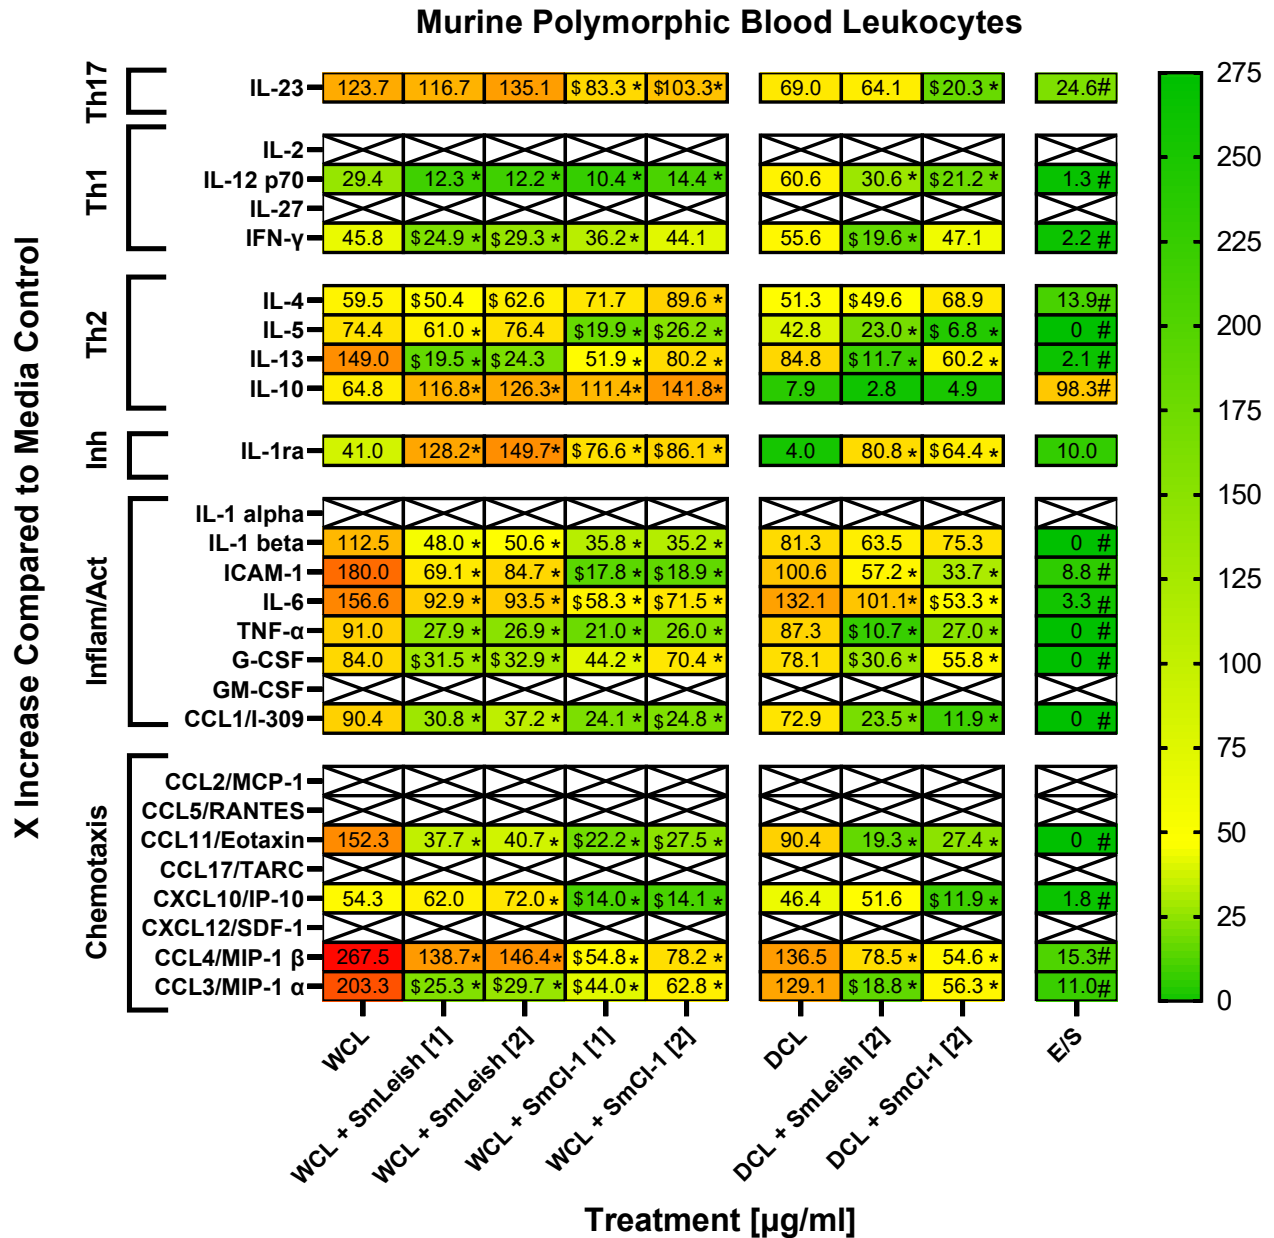 Murine Polymorphic Blood Leukocytes
X Increase Compared to Media Control
Th17
IL-23 123.7 116.7 135.1 $ 83.3 * $103.3* 69.0 64.1 $ 20.3 * 24.6#
Th1
IL-2
IL-12 p70 29.4 12.3 * 12.2 * 10.4 * 14.4 * 60.6 30.6 * $ 21.2 * 1.3 #
IL-27
IFN-γ 45.8 $ 24.9 * $ 29.3 * 36.2 * 44.1 55.6 $ 19.6 * 47.1 2.2 #
Th2
IL-4 59.5 $ 50.4 $ 62.6 71.7 89.6 * 51.3 $ 49.6 68.9 13.9#
IL-5 74.4 61.0 * 76.4 $ 19.9 * $ 26.2 * 42.8 23.0 * $ 6.8 * 0 #
IL-13 149.0 $ 19.5 * $ 24.3 51.9 * 80.2 * 84.8 $ 11.7 * 60.2 * 2.1 #
IL-10 64.8 116.8* 126.3* 111.4* 141.8* 7.9 2.8 4.9 98.3#
Inh
IL-1ra 41.0 128.2* 149.7* $ 76.6 * $ 86.1 * 4.0 80.8 * $ 64.4 * 10.0
Inflam/Act
IL-1 alpha
IL-1 beta 112.5 48.0 * 50.6 * 35.8 * 35.2 * 81.3 63.5 75.3 0 #
ICAM-1 180.0 69.1 * 84.7 * $ 17.8 * $ 18.9 * 100.6 57.2 * 33.7 * 8.8 #
IL-6 156.6 92.9 * 93.5 * $ 58.3 * $ 71.5 * 132.1 101.1* $ 53.3 * 3.3 #
TNF-α 91.0 27.9 * 26.9 * 21.0 * 26.0 * 87.3 $ 10.7 * 27.0 * 0 #
G-CSF 84.0 $ 31.5 * $ 32.9 * 44.2 * 70.4 * 78.1 $ 30.6 * 55.8 * 0 #
GM-CSF
CCL1/I-309 90.4 30.8 * 37.2 * 24.1 * $ 24.8 * 72.9 23.5 * 11.9 * 0 #
Chemotaxis
CCL2/MCP-1
CCL5/RANTES
CCL11/Eotaxin 152.3 37.7 * 40.7 * $ 22.2 * $ 27.5 * 90.4 19.3 * 27.4 * 0 #
CCL17/TARC
CXCL10/IP-10 54.3 62.0 72.0 * $ 14.0 * $ 14.1 * 46.4 51.6 $ 11.9 * 1.8 #
CXCL12/SDF-1
CCL4/MIP-1 β 267.5 138.7* 146.4* $ 54.8 * 78.2 * 136.5 78.5 * 54.6 * 15.3#
CCL3/MIP-1 α 203.3 $ 25.3 * $ 29.7 * $ 44.0 * 62.8 * 129.1 $ 18.8 * 56.3 * 11.0#
WCL
WCL + SmLeish [1]
WCL + SmLeish [2]
WCL + SmCI-1 [1]
WCL + SmCI-1 [2]
DCL
DCL + SmLeish [2]
DCL + SmCI-1 [2]
E/S
Treatment [μg/ml]
275
250
225
200
175
150
125
100
75
50
25
0